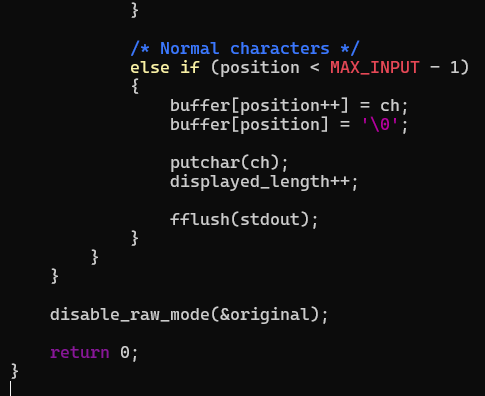 }
/* Normal characters */
else if (position < MAX_INPUT - 1)
{
buffer[position++] = ch;
buffer[position] = '\0';
putchar(ch);
displayed_length++;
fflush(stdout);
}
}
}
disable_raw_mode(&original);
return 0;
}